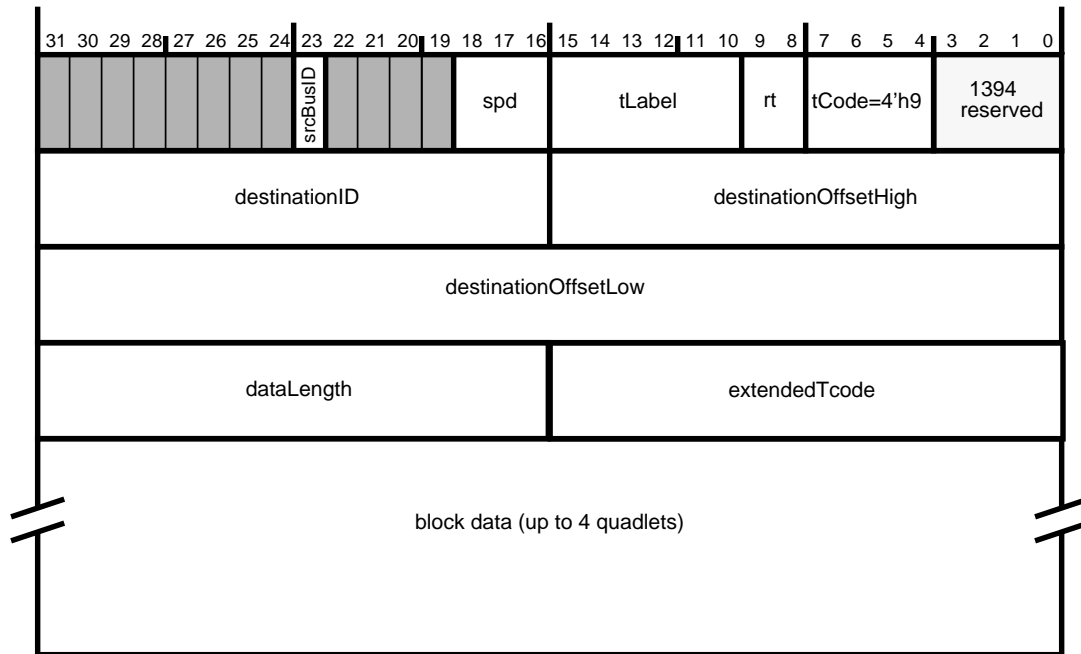 31 30 29 28 27 26 25 24 23 22 21 20 19 18 17 16 15 14 13 12 11 10 9 8 7 6 5 4 3 2 1 0
srcBusID
spd
tLabel
rt
tCode=4'h9
1394
reserved
destinationID
destinationOffsetHigh
destinationOffsetLow
dataLength
extendedTcode
block data (up to 4 quadlets)